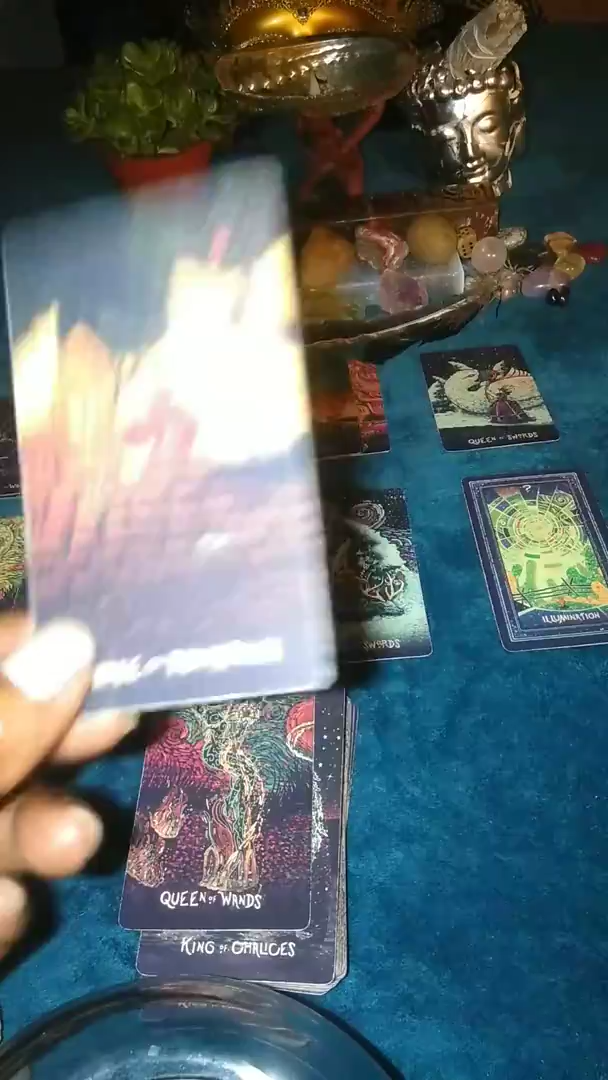 QUEEN OF SWORDS
?
ILLUMINATION
SWORDS
QUEEN OF WANDS
KING OF CHALICES